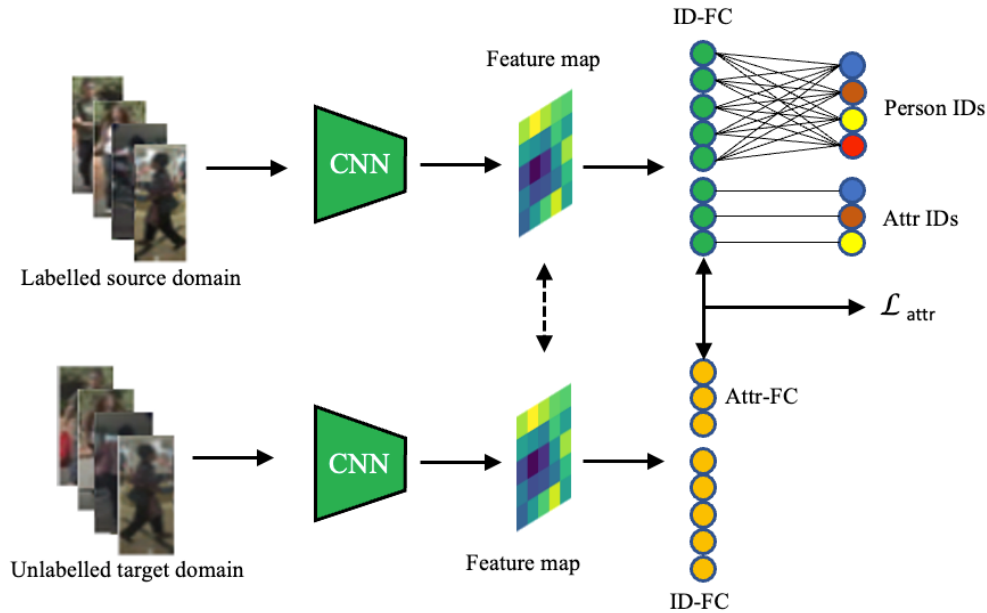 ID-FC
Feature map
Person IDs
CNN
Attr IDs
Labelled source domain
ℒ attr
Attr-FC
CNN
Feature map
Unlabelled target domain
ID-FC